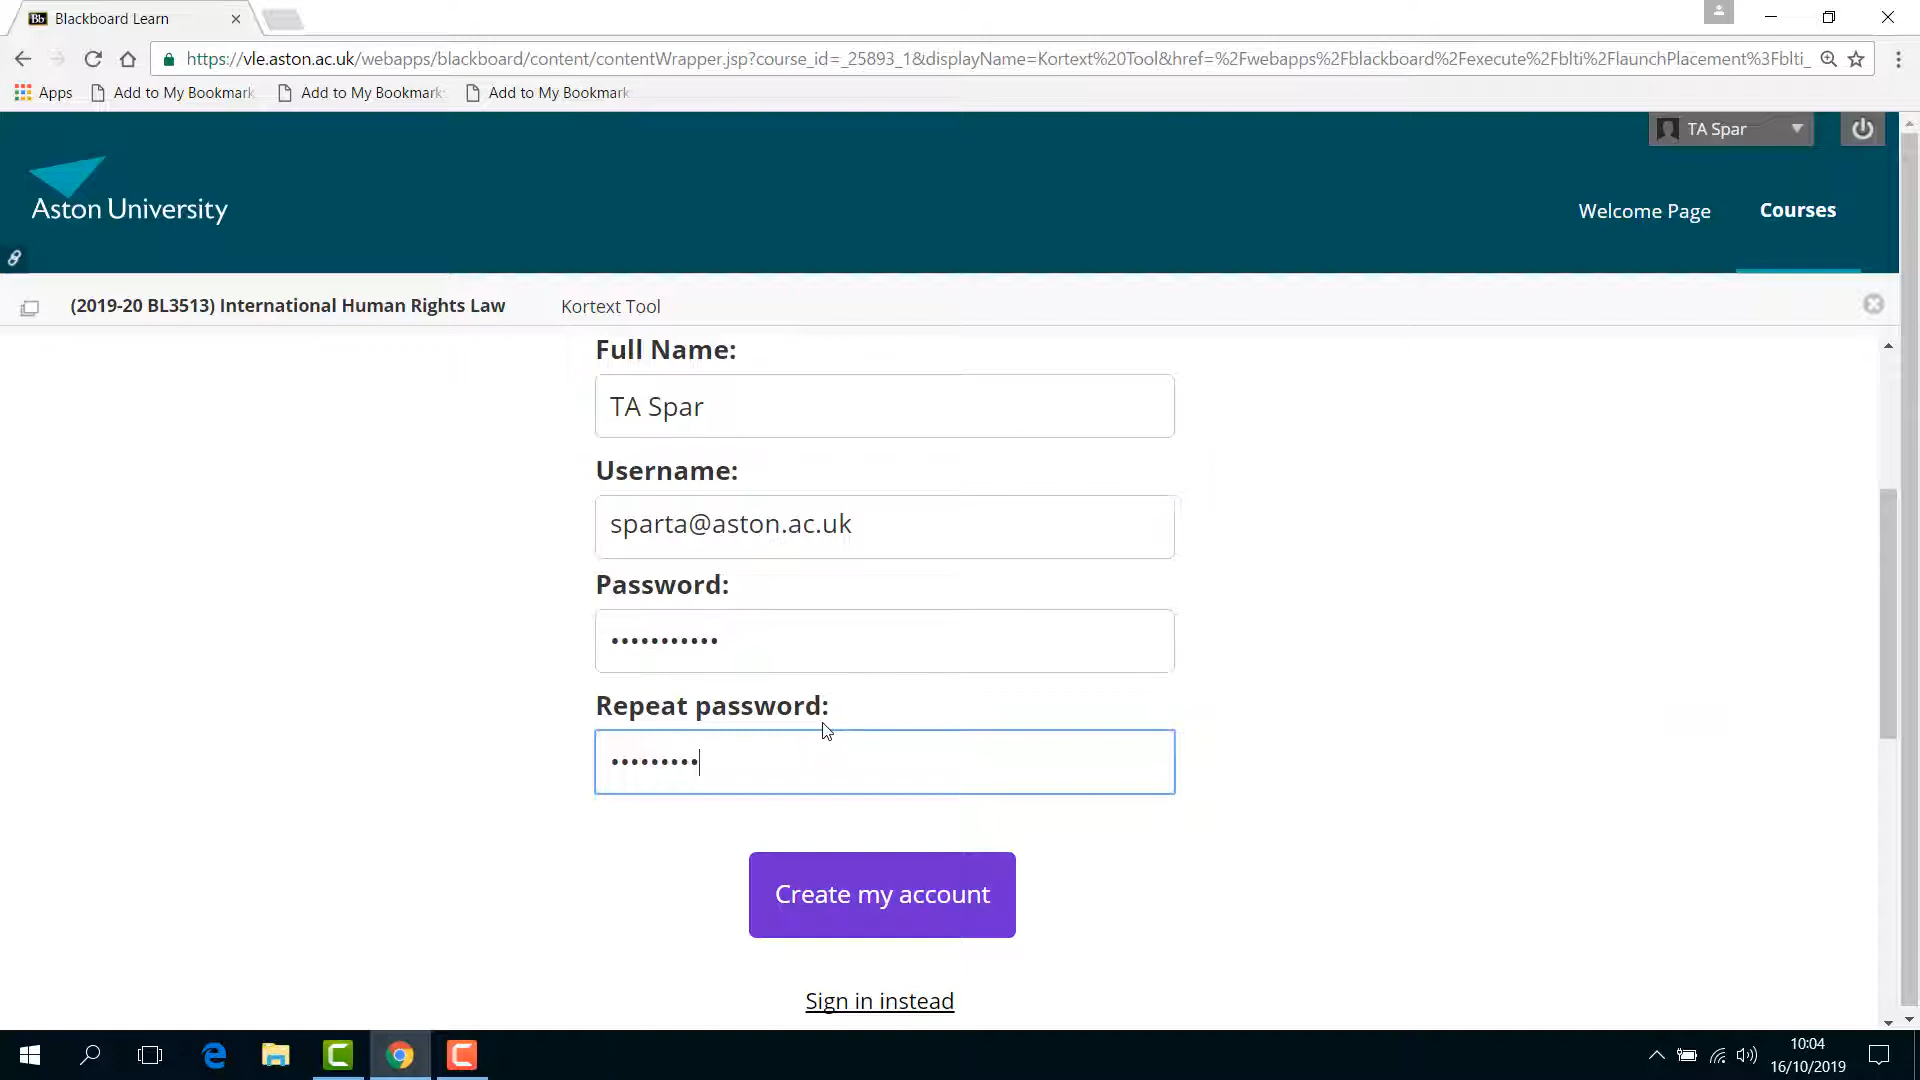 Blackboard Learn
https://vle.aston.ac.uk/webapps/blackboard/content/contentWrapper.jsp?course_id=_25893_1&displayName=Kortext%20Tool&href=%2Fwebapps%2Fblackboard%2Fexecute%2Fblti%2FlaunchPlacement%3Fblti_
Apps Add to My Bookmark Add to My Bookmark Add to My Bookmark
TA Spar
Aston University
Welcome Page Courses
(2019-20 BL3513) International Human Rights Law Kortext Tool
Full Name:
TA Spar
Username:
sparta@aston.ac.uk
Password:
•••••••••••
Repeat password:
•••••••••
Create my account
Sign in instead
10:04
16/10/2019